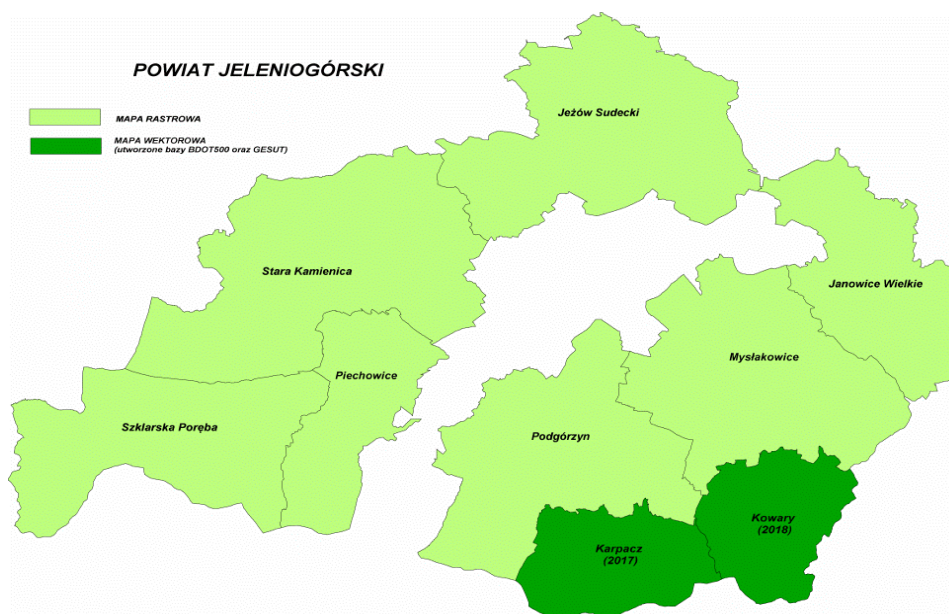 POWIAT JELENIOGÓRSKI
MAPA RASTROWA
MAPA WEKTOROWA
(utworzone bazy BDOT500 oraz GESUT)
Jeżów Sudecki
Stara Kamienica
Janowice Wielkie
Mysłakowice
Piechowice
Szklarska Poręba
Podgórzyn
Kowary
(2018)
Karpacz
(2017)